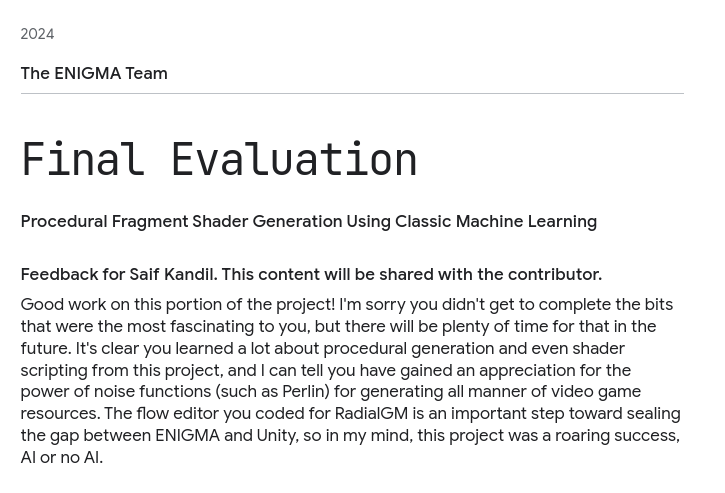 2024
The ENIGMA Team
Final Evaluation
Procedural Fragment Shader Generation Using Classic Machine Learning
Feedback for Saif Kandil. This content will be shared with the contributor.
Good work on this portion of the project! I'm sorry you didn't get to complete the bits
that were the most fascinating to you, but there will be plenty of time for that in the
future. It's clear you learned a lot about procedural generation and even shader
scripting from this project, and I can tell you have gained an appreciation for the
power of noise functions (such as Perlin) for generating all manner of video game
resources. The flow editor you coded for RadialGM is an important step toward sealing
the gap between ENIGMA and Unity, so in my mind, this project was a roaring success,
AI or no AI.